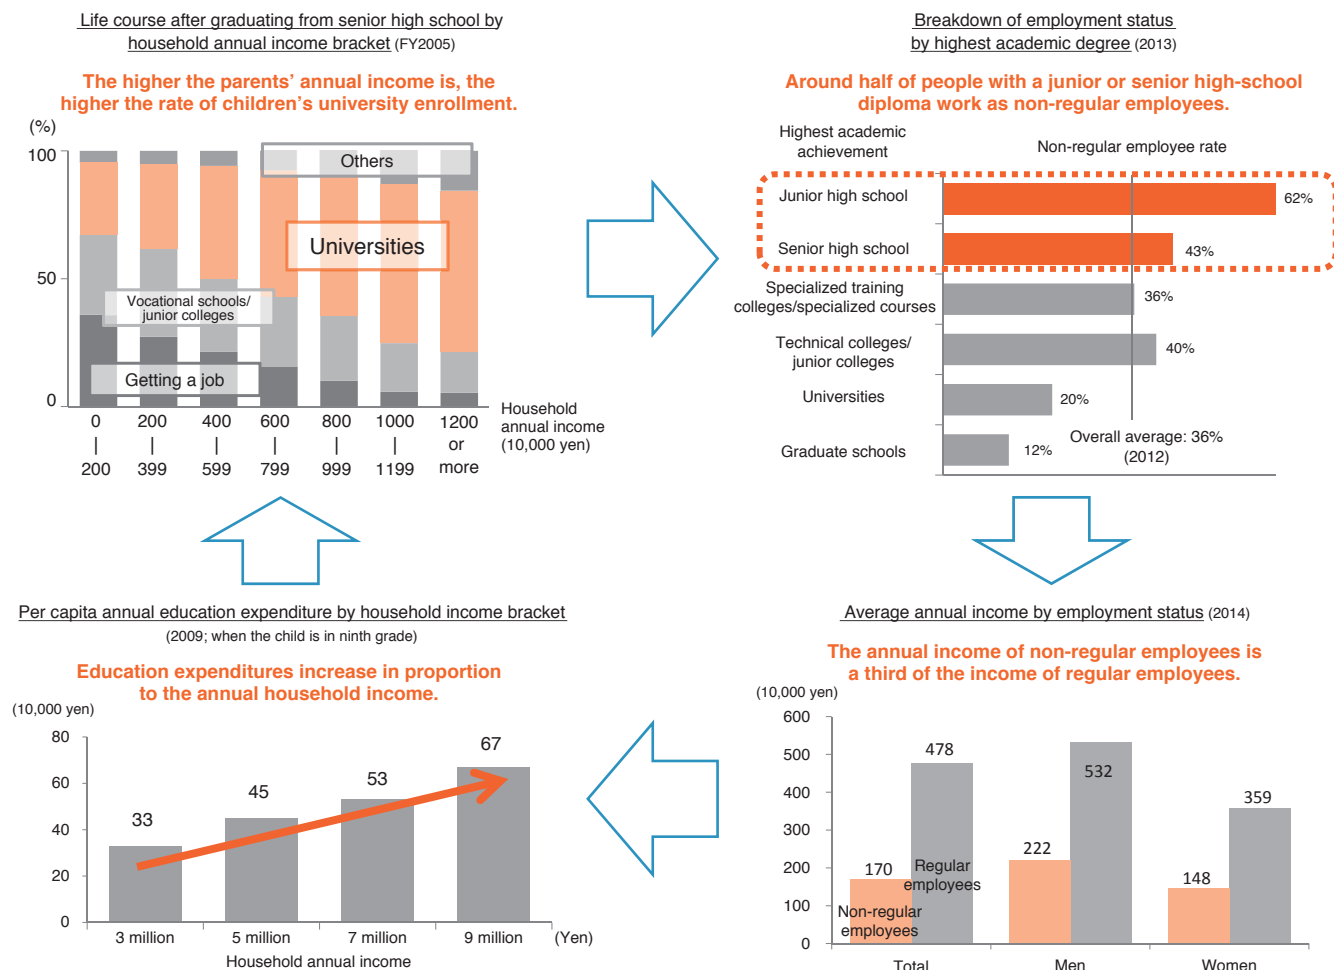 Life course after graduating from senior high school by
household annual income bracket (FY2005)
The higher the parents’ annual income is, the
higher the rate of children’s university enrollment.
(%)
100
50
0
Others
Universities
Vocational schools/
junior colleges
Getting a job
0
|
200
200
|
399
400
|
599
600
|
799
800
|
999
1000
|
1199
1200
or
more
Household
annual income
(10,000 yen)
Breakdown of employment status
by highest academic degree (2013)
Around half of people with a junior or senior high-school
diploma work as non-regular employees.
Highest academic
achievement
Non-regular employee rate
Junior high school
62%
Senior high school
43%
Specialized training
colleges/specialized courses
36%
Technical colleges/
junior colleges
40%
Universities
20%
Graduate schools
12%
Overall average: 36%
(2012)
Per capita annual education expenditure by household income bracket
(2009; when the child is in ninth grade)
Education expenditures increase in proportion
to the annual household income.
(10,000 yen)
80
60
40
20
0
33
45
53
67
3 million
5 million
7 million
9 million
(Yen)
Household annual income
Average annual income by employment status (2014)
The annual income of non-regular employees is
a third of the income of regular employees.
(10,000 yen)
600
500
400
300
200
100
0
170
478
222
532
148
359
Regular
employees
Non-regular
employees
Total
Men
Women